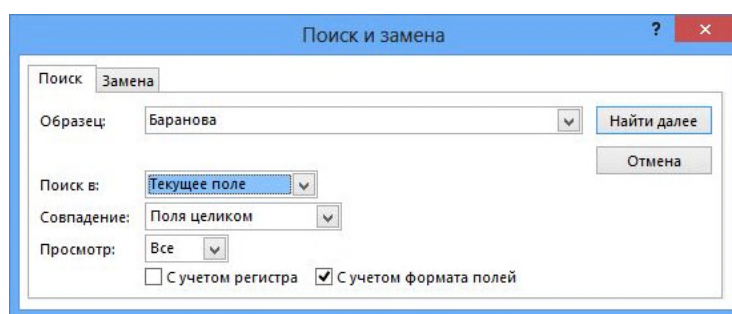 Поиск и замена
? ×
Поиск Замена
Образец: Баранова Найти далее
Отмена
Поиск в: Текущее поле
Совпадение: Поля целиком
Просмотр: Все
С учетом регистра С учетом формата полей